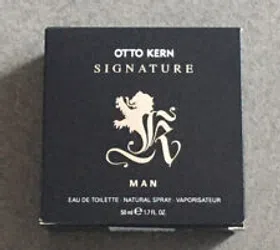 OTTO KERN
SIGNATURE
K
MAN
EAU DE TOILETTE · NATURAL SPRAY · VAPORISATEUR
50 ml ℮ 1.7 FL. OZ.